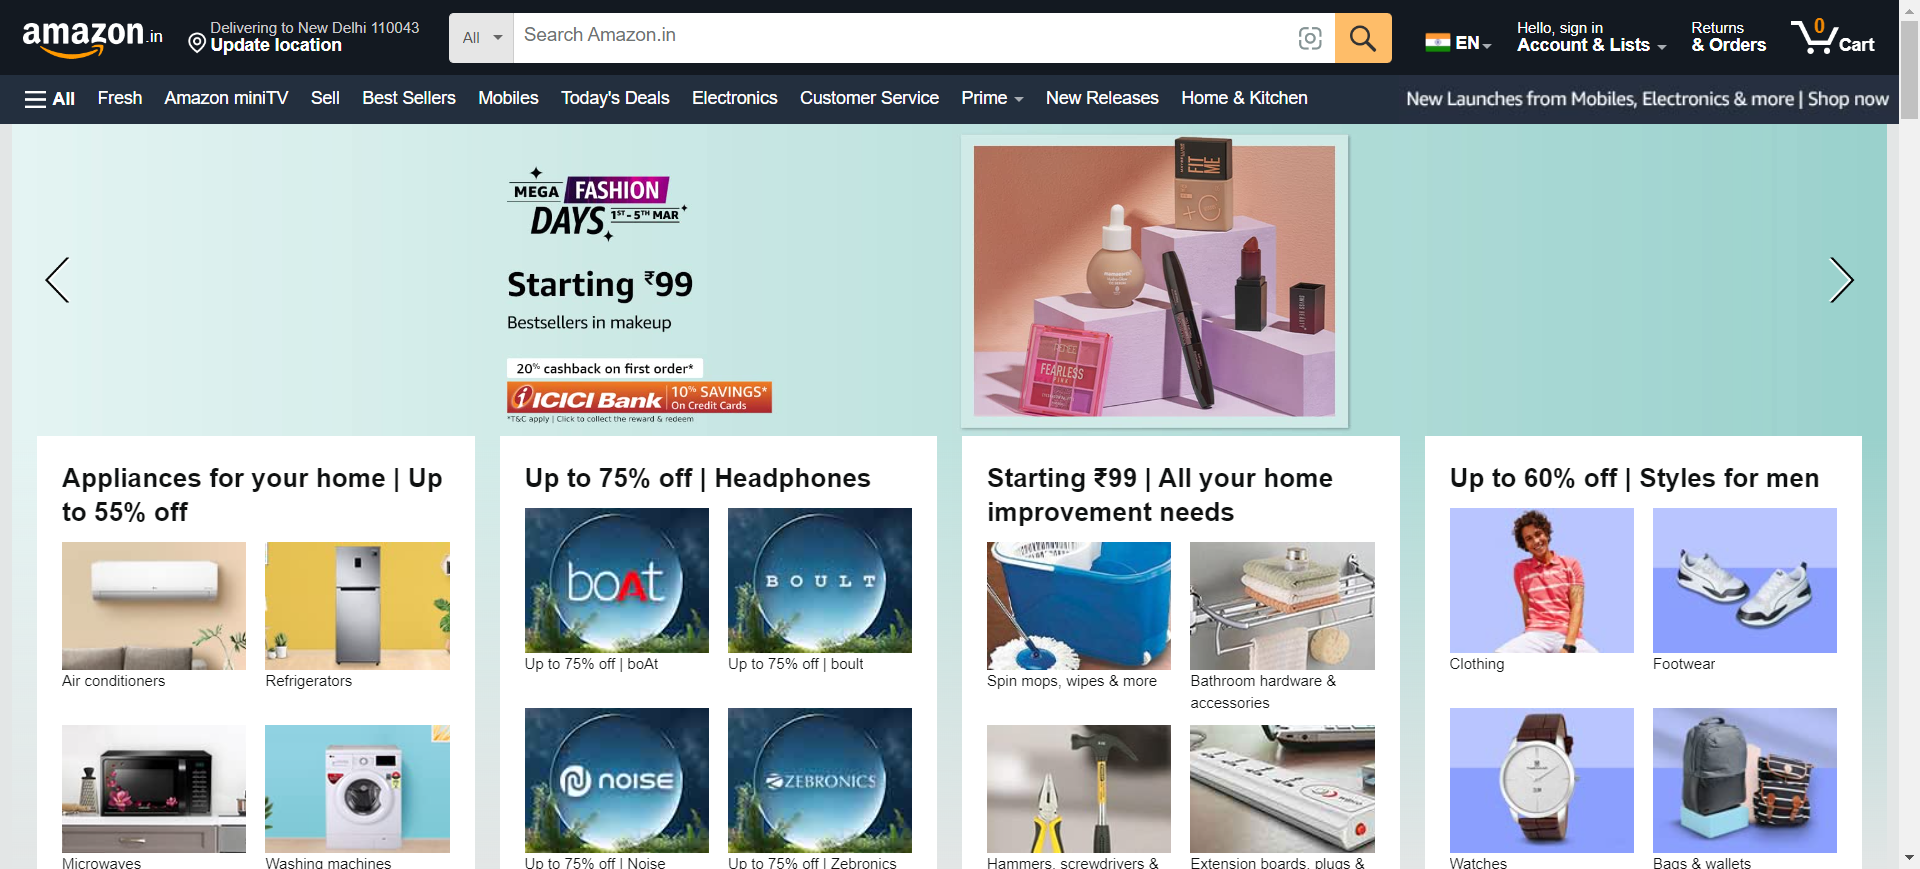 amazon.in
Delivering to New Delhi 110043
Update location
All
Search Amazon.in
EN
Hello, sign in
Account & Lists
Returns
& Orders
0
Cart
All
Fresh
Amazon miniTV
Sell
Best Sellers
Mobiles
Today's Deals
Electronics
Customer Service
Prime
New Releases
Home & Kitchen
New Launches from Mobiles, Electronics & more | Shop now
MEGA FASHION
DAYS 1ST - 5TH MAR
Starting ₹99
Bestsellers in makeup
20% cashback on first order*
ICICI Bank
10% SAVINGS*
On Credit Cards
*T&C apply | Click to collect the reward & redeem
FIT
ME
FEARLESS
PINK
Appliances for your home | Up
to 55% off
Air conditioners
Refrigerators
Microwaves
Washing machines
Up to 75% off | Headphones
boAt
BOULT
Up to 75% off | boAt
Up to 75% off | boult
noise
ZEBRONICS
Up to 75% off | Noise
Up to 75% off | Zebronics
Starting ₹99 | All your home
improvement needs
Spin mops, wipes & more
Bathroom hardware &
accessories
Hammers, screwdrivers &
Extension boards, plugs &
Up to 60% off | Styles for men
Clothing
Footwear
Watches
Bags & wallets